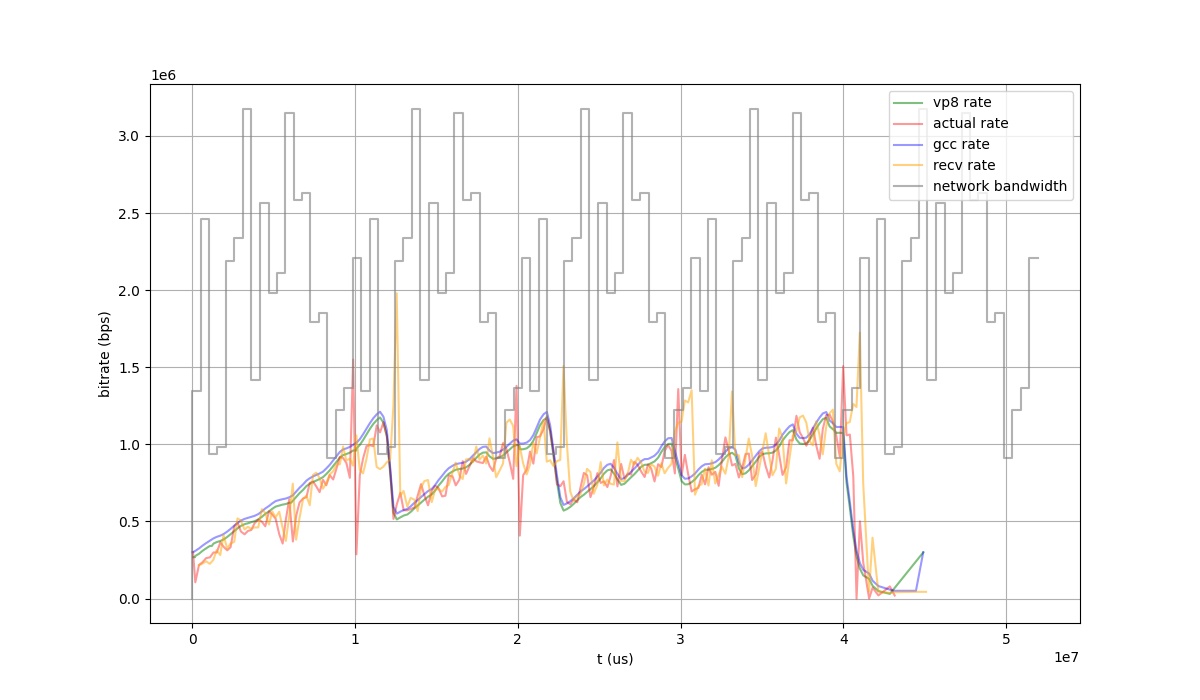 1e6
3.0
2.5
2.0
1.5
1.0
0.5
0.0
bitrate (bps)
vp8 rate
actual rate
gcc rate
recv rate
network bandwidth
0 1 2 3 4 5
t (us)
1e7